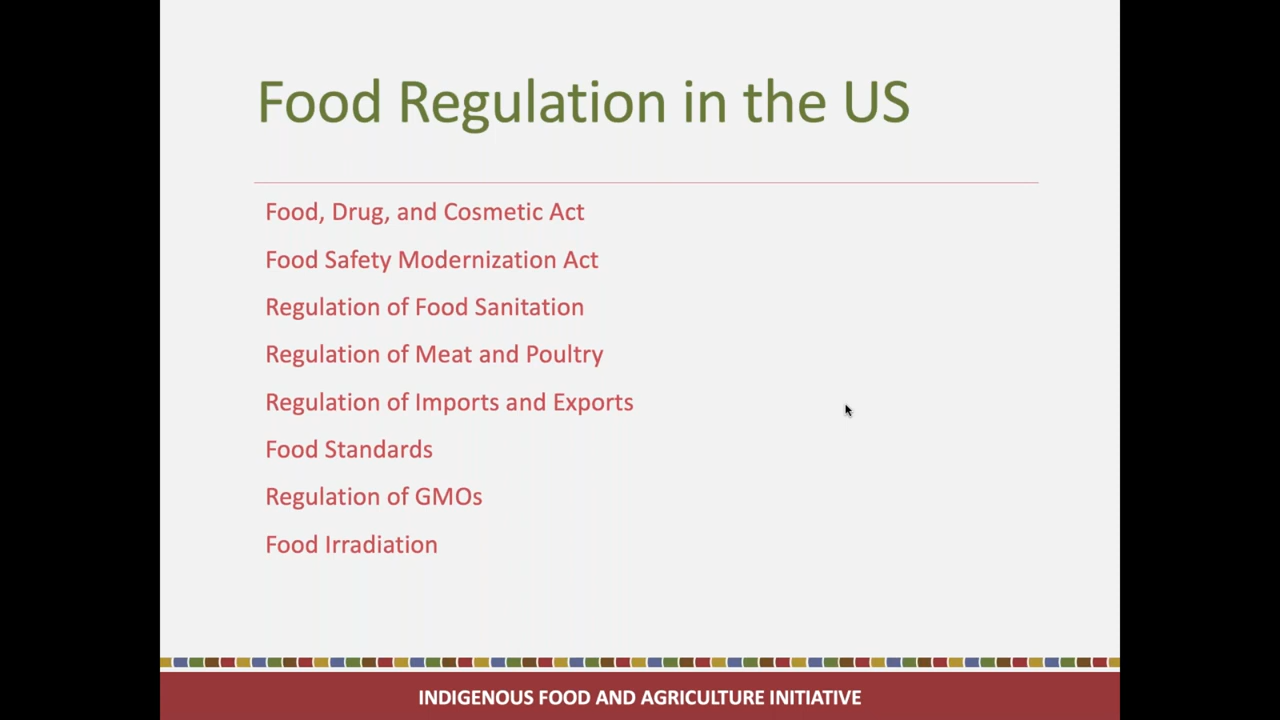 Food Regulation in the US
Food, Drug, and Cosmetic Act
Food Safety Modernization Act
Regulation of Food Sanitation
Regulation of Meat and Poultry
Regulation of Imports and Exports
Food Standards
Regulation of GMOs
Food Irradiation
INDIGENOUS FOOD AND AGRICULTURE INITIATIVE